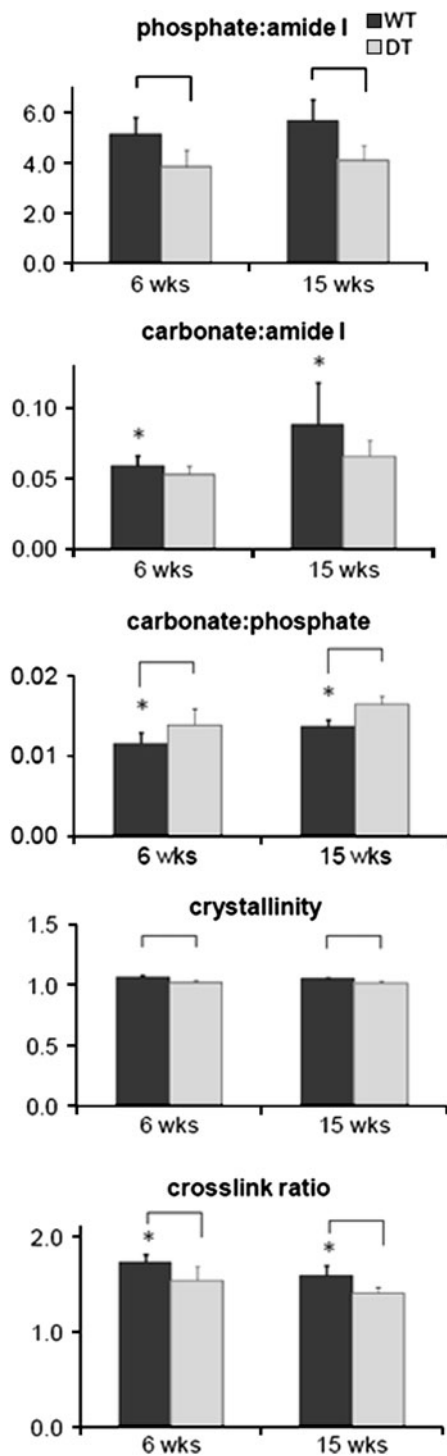 phosphate:amide I
WT
DT
6.0
4.0
2.0
0.0
6 wks 15 wks
carbonate:amide I
*
*
0.10
0.05
0.00
6 wks 15 wks
carbonate:phosphate
0.02
* *
0.01
0.00
6 wks 15 wks
crystallinity
1.5
1.0
0.5
0.0
6 wks 15 wks
crosslink ratio
* *
2.0
1.0
0.0
6 wks 15 wks